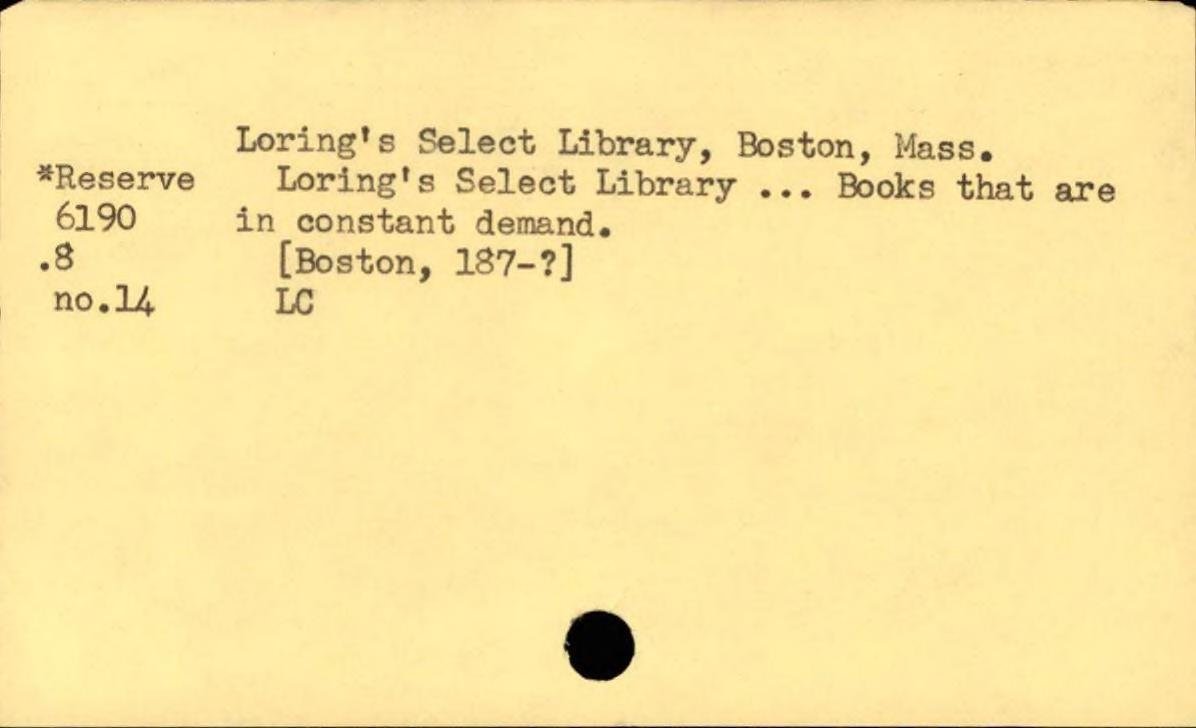 Loring's Select Library, Boston, Mass.
*Reserve Loring's Select Library ... Books that are
6190 in constant demand.
.8 [Boston, 187-?]
no.14 LC